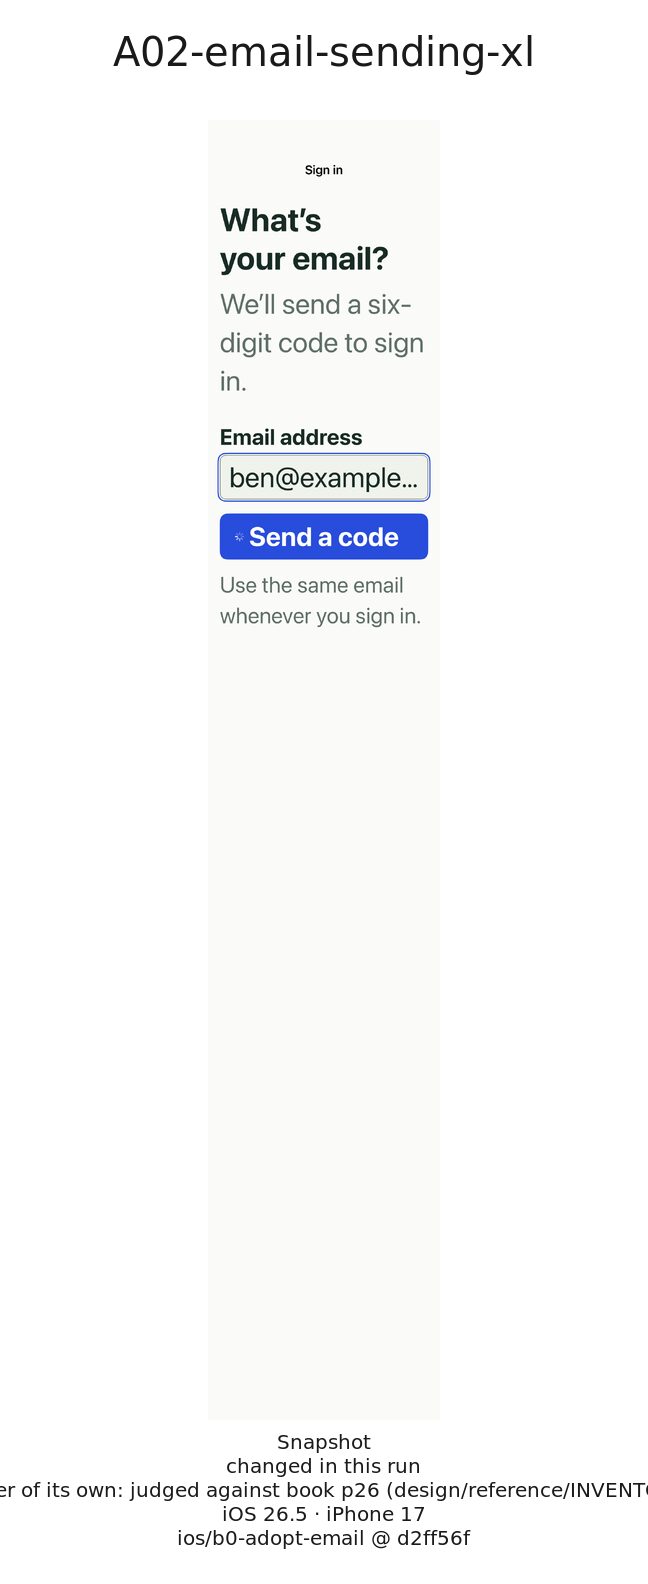 A02-email-sending-xl
Sign in
What’s
your email?
We’ll send a six-
digit code to sign
in.
Email address
ben@example…
Send a code
Use the same email
whenever you sign in.
Snapshot
changed in this run
of its own: judged against book p26 (design/reference/
iOS 26.5 · iPhone 17
ios/b0-adopt-email @ d2ff56f